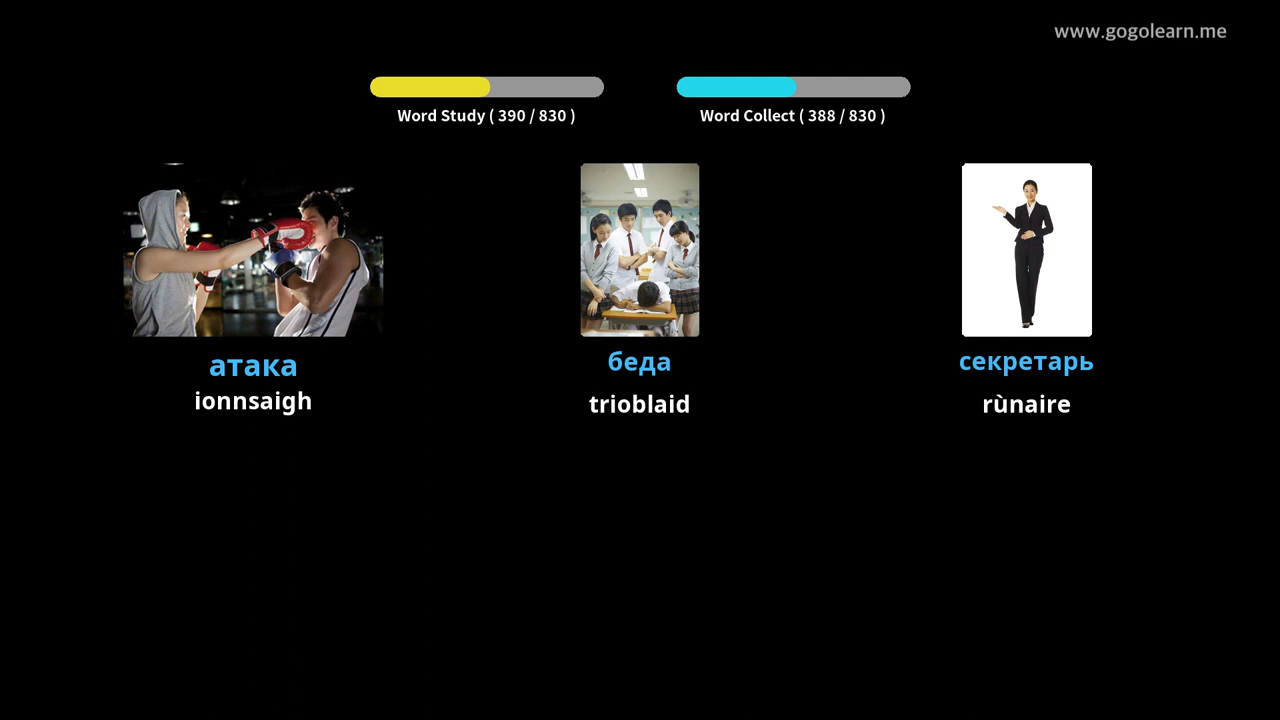 www.gogolearn.me
Word Study ( 390 / 830 )
Word Collect ( 388 / 830 )
атака
ionnsaigh
беда
trioblaid
секретарь
rùnaire